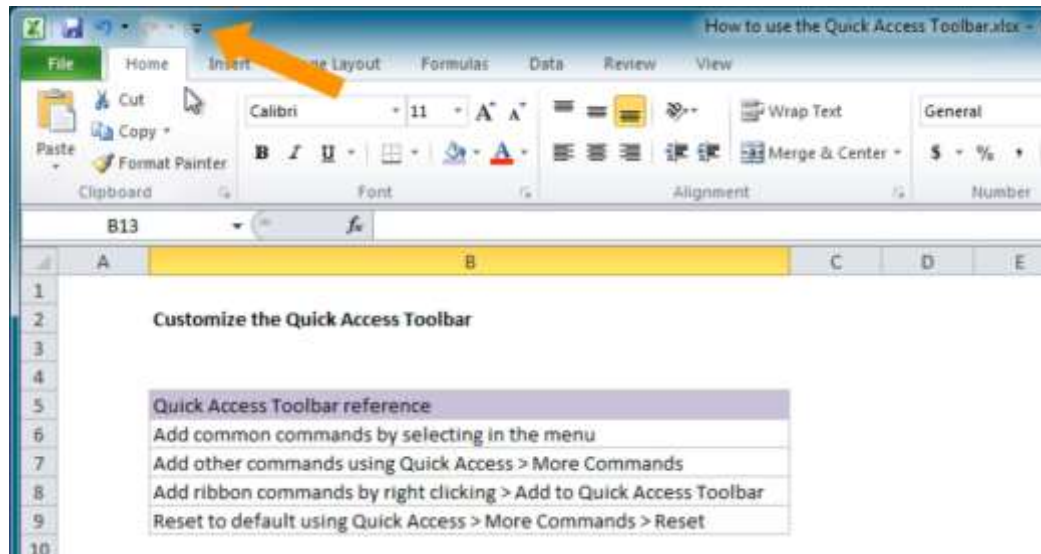 How to use the Quick Access Toolbar.xlsx -
File Home Insert Layout Formulas Data Review View
Cut Calibri 11 A A Wrap Text General
Copy
Paste Format Painter B I U A Merge & Center $ % ,
Clipboard Font Alignment Number
B13 fx
A B C D E
1
2 Customize the Quick Access Toolbar
3
4
5 Quick Access Toolbar reference
6 Add common commands by selecting in the menu
7 Add other commands using Quick Access > More Commands
8 Add ribbon commands by right clicking > Add to Quick Access Toolbar
9 Reset to default using Quick Access > More Commands > Reset
10